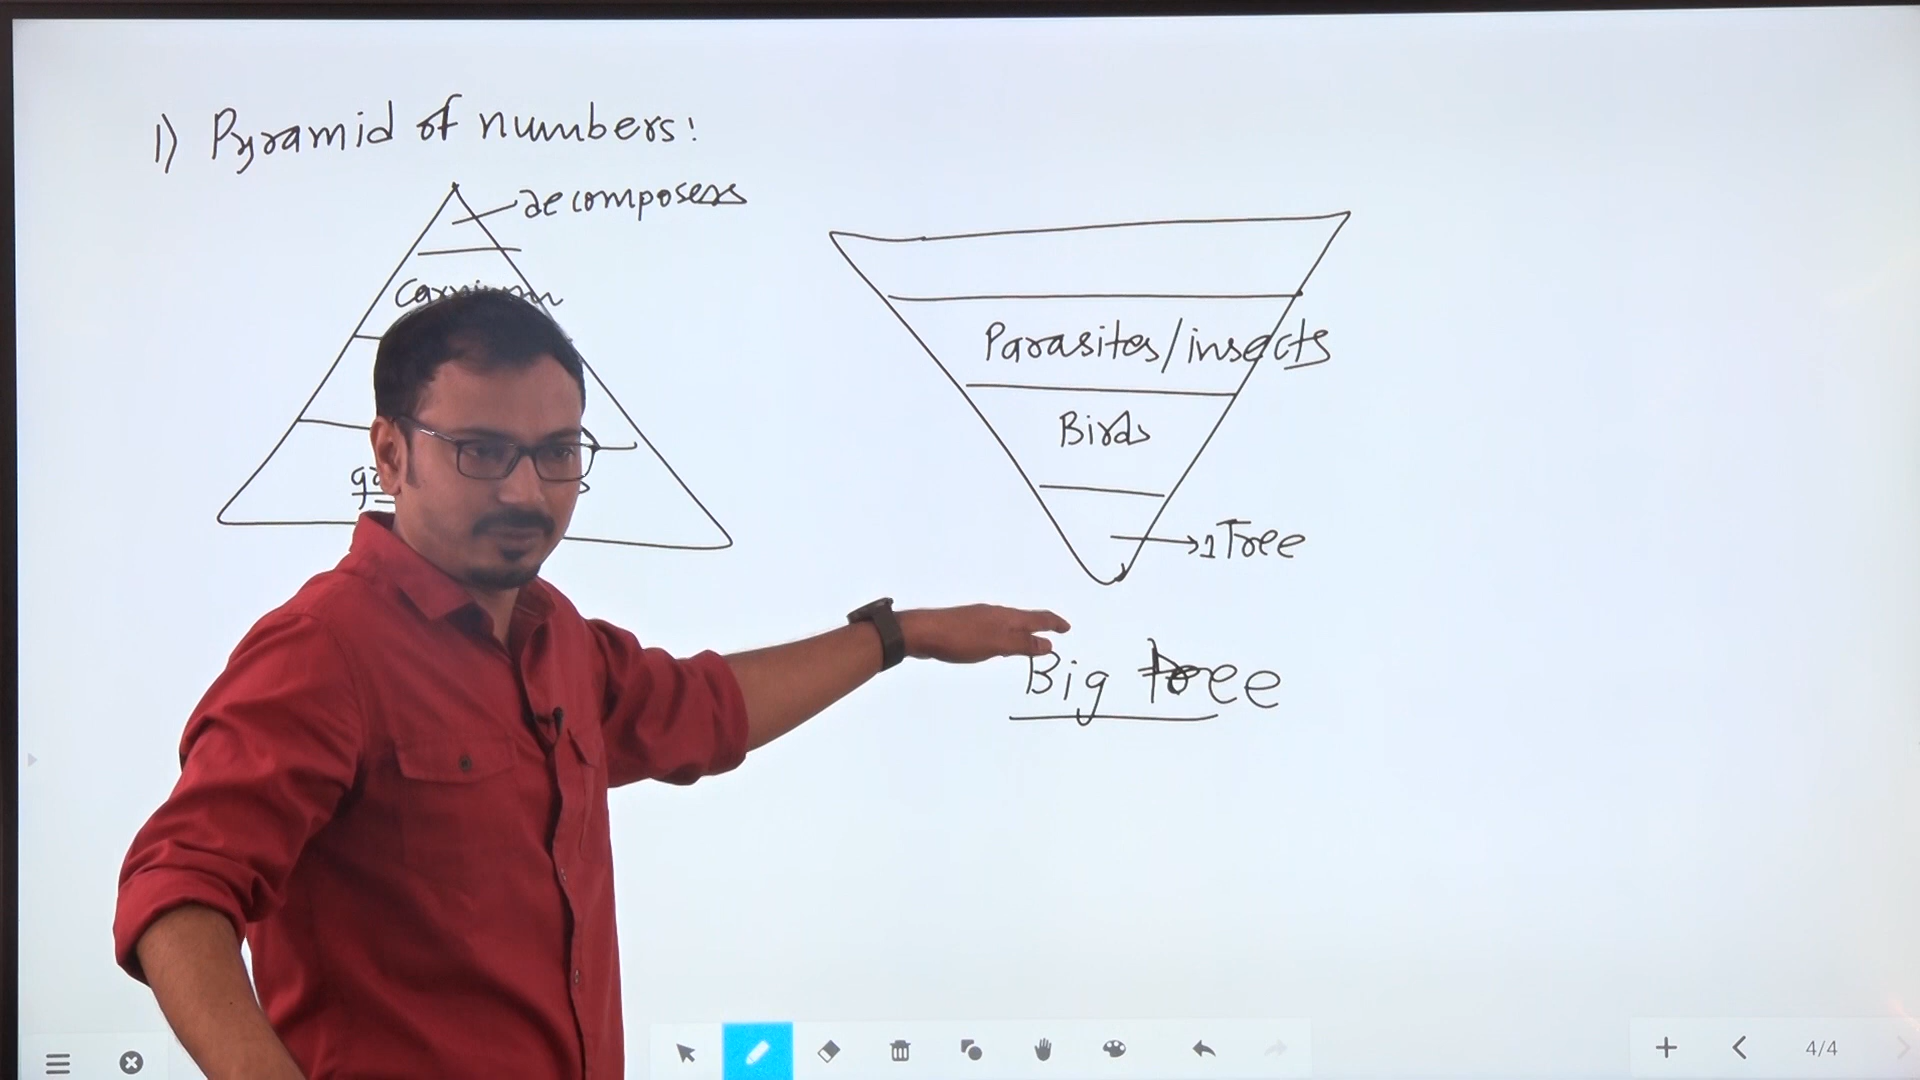 1) Pyramid of numbers:
decomposers
Parasites/insects
Birds
1 Tree
Big tree
4/4